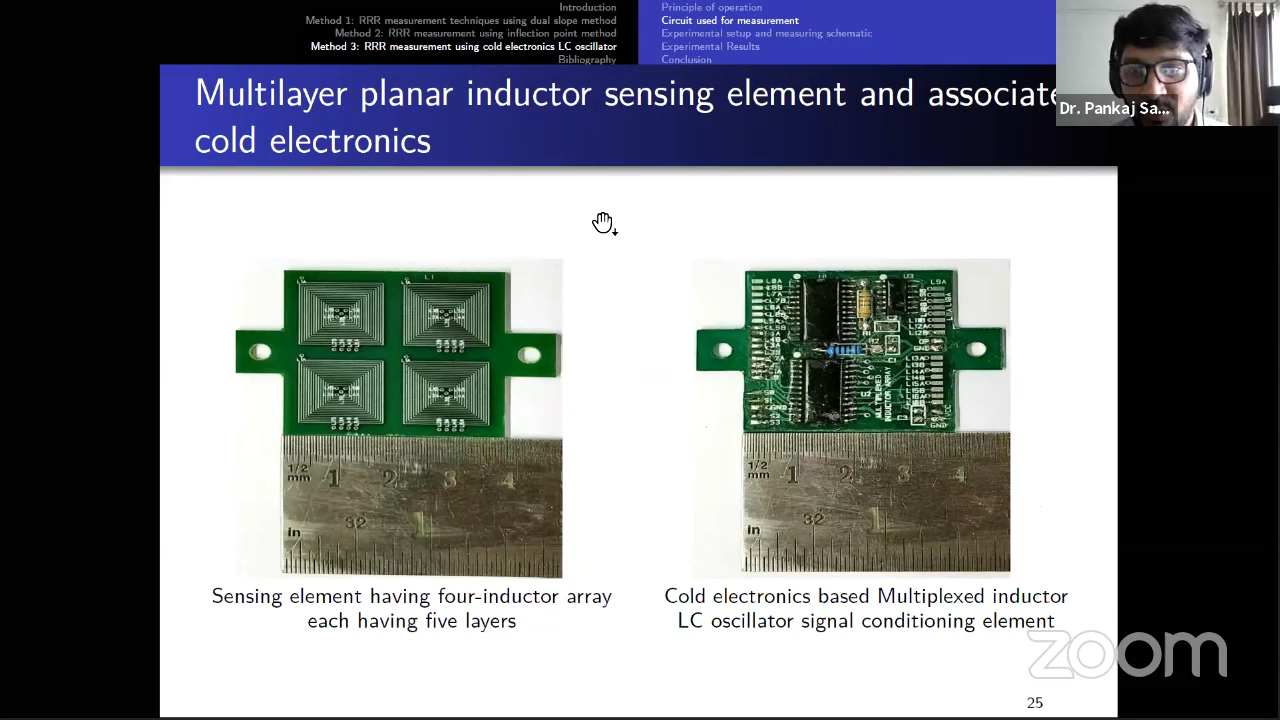 Introduction
Method 1: RRR measurement techniques using dual slope method
Method 2: RRR measurement using inflection point method
Method 3: RRR measurement using cold electronics LC oscillator
Bibliography
Principle of operation
Circuit used for measurement
Experimental setup and measuring schematic
Experimental Results
Conclusion
Dr. Pankaj Sa...
Multilayer planar inductor sensing element and associate
cold electronics
L1
1/2
mm
1 2 3 4
32
in
MULTIPLEXED
INDUCTOR ARRAY
1/2
mm
1 2 3 4
32
in
Sensing element having four-inductor array
each having five layers
Cold electronics based Multiplexed inductor
LC oscillator signal conditioning element
zoom
25